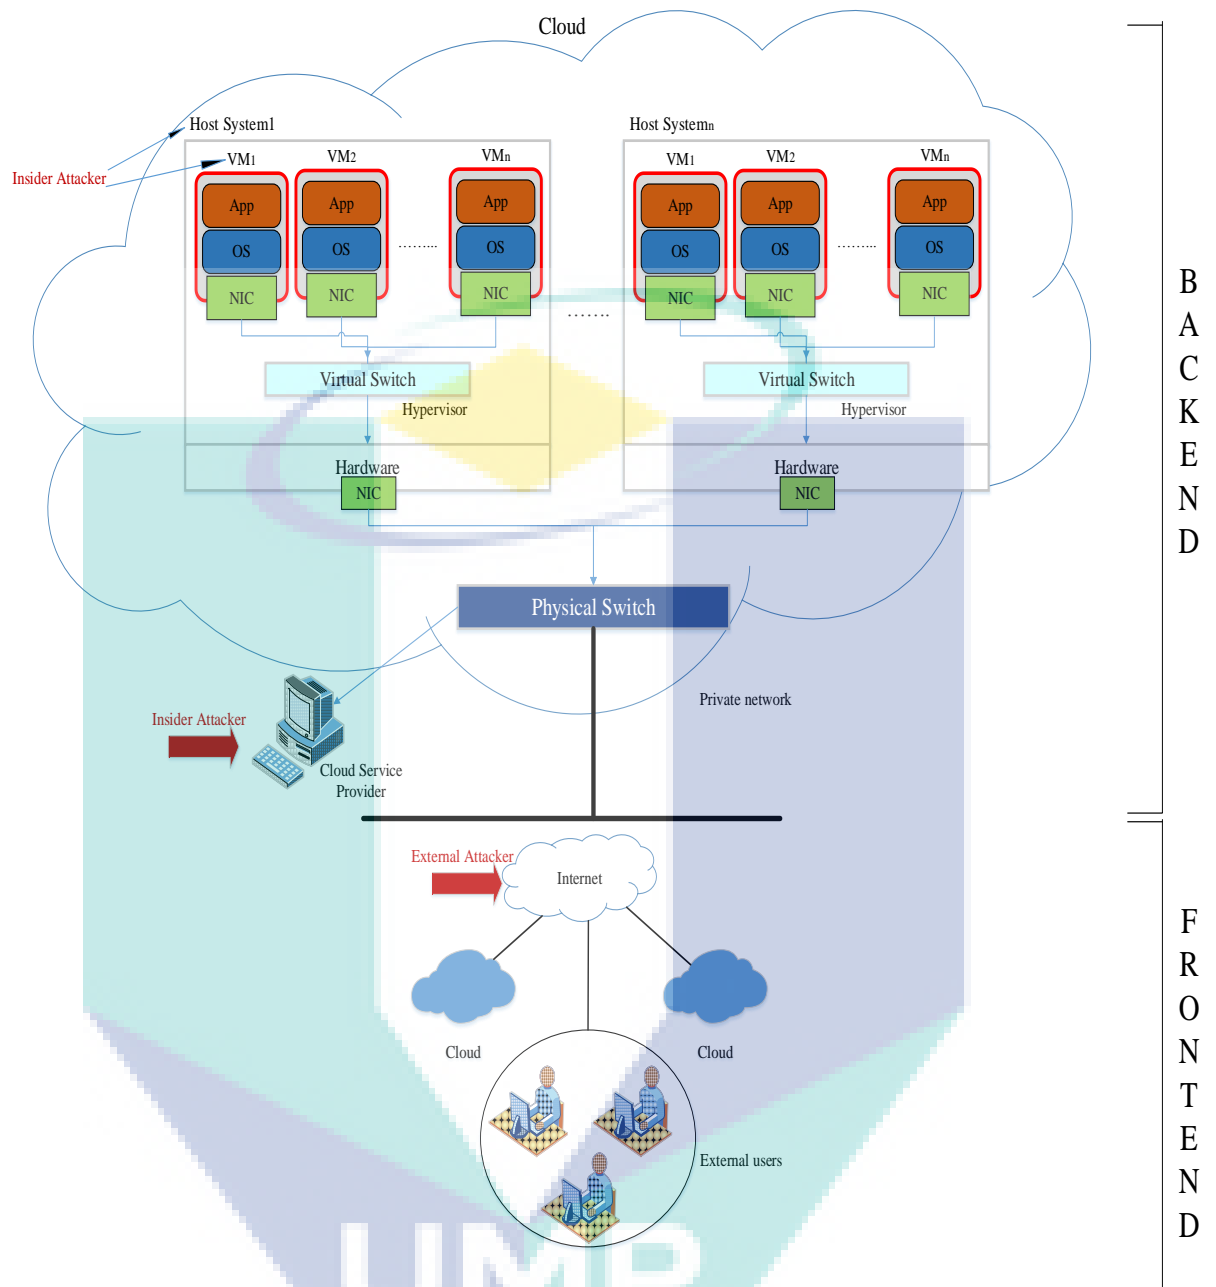 Cloud
Host System1
Host Systemn
Insider Attacker
VM1
VM2
VMn
VM1
VM2
VMn
App
App
App
App
App
App
OS
OS
OS
OS
OS
OS
........
........
NIC
NIC
NIC
.......
NIC
NIC
NIC
Virtual Switch
Virtual Switch
Hypervisor
Hypervisor
Hardware
Hardware
NIC
NIC
Physical Switch
Private network
Insider Attacker
Cloud Service
Provider
BACKEND
External Attacker
Internet
Cloud
Cloud
External users
FRONTEND
UMP